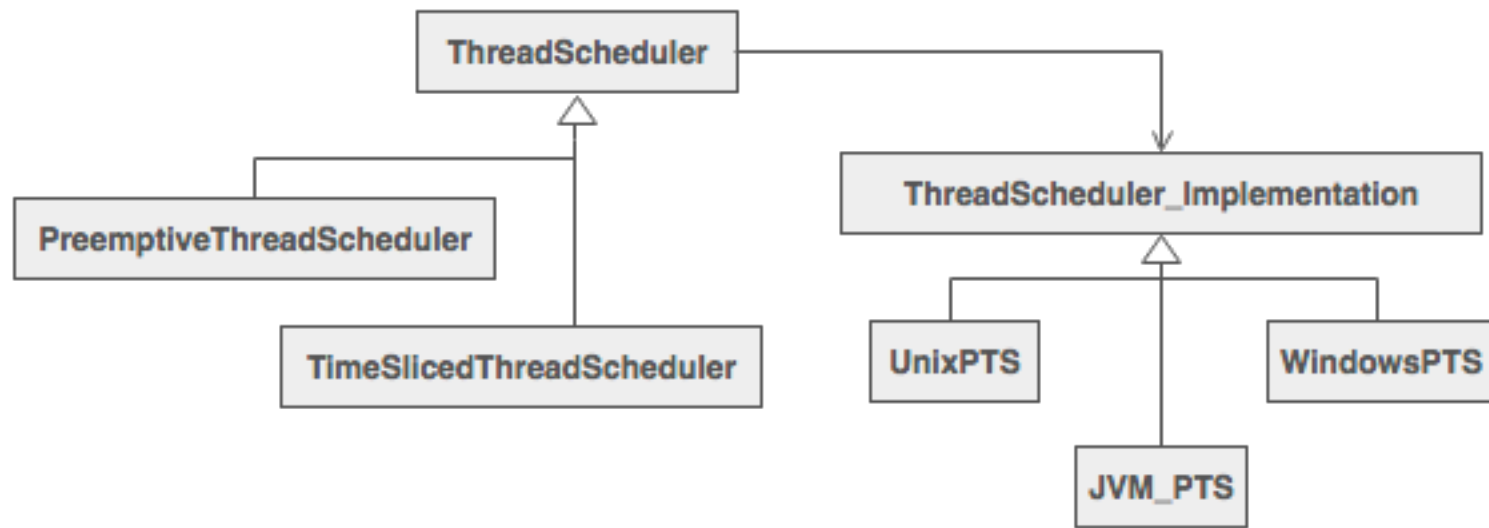 ThreadScheduler
ThreadScheduler_Implementation
PreemptiveThreadScheduler
TimeSlicedThreadScheduler
UnixPTS
WindowsPTS
JVM_PTS